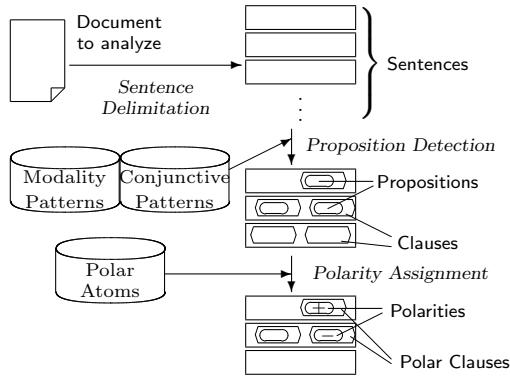 Document
to analyze
Sentence
Delimitation
Sentences
Proposition Detection
Modality
Patterns
Conjunctive
Patterns
Propositions
Clauses
Polar
Atoms
Polarity Assignment
+
Polarities
−
Polar Clauses